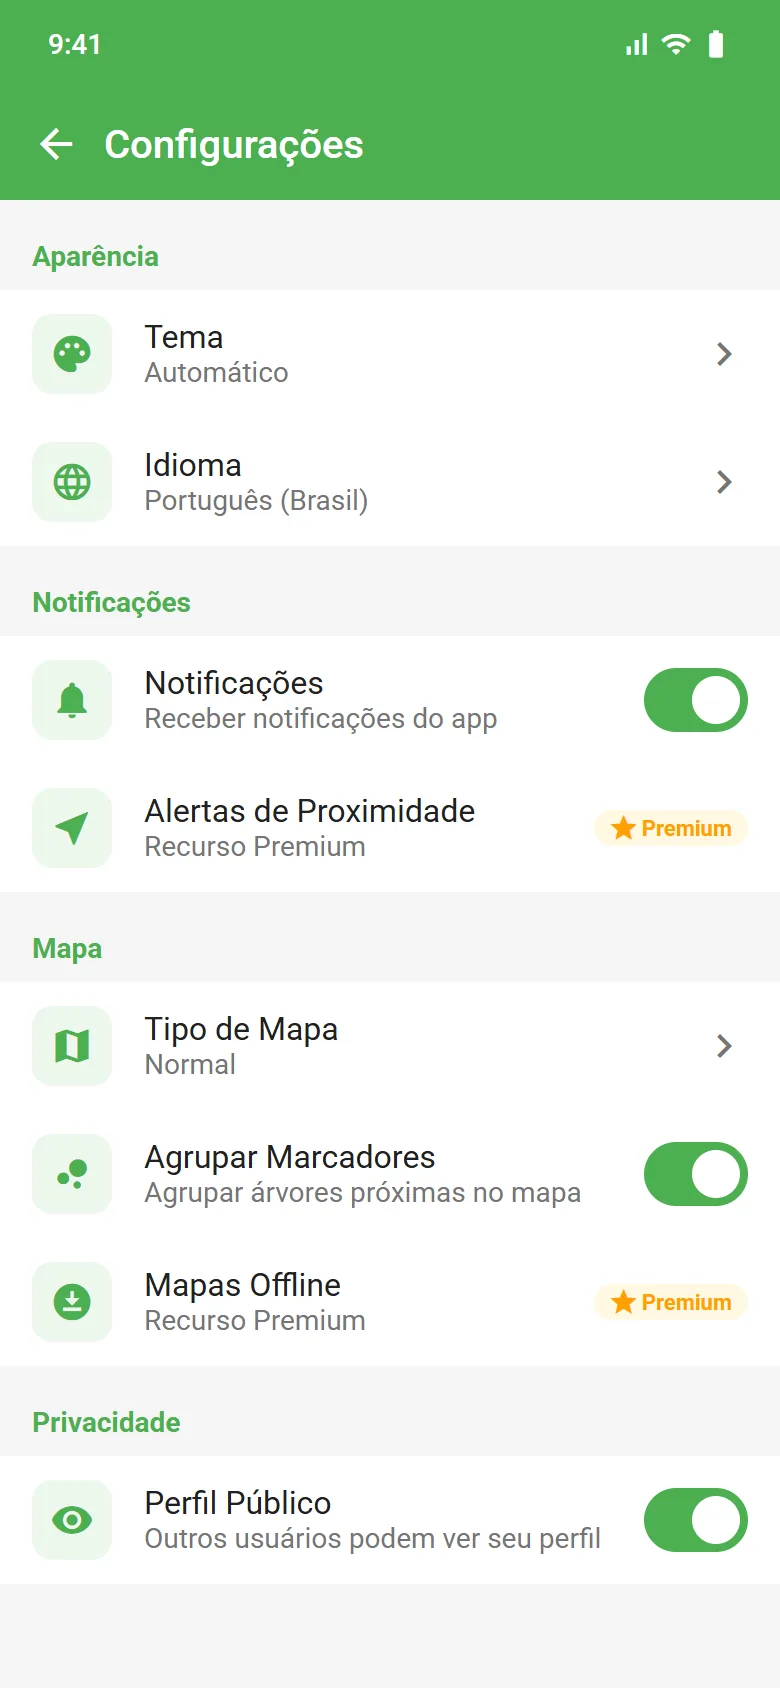 9:41
Configurações
Aparência
Tema
Automático
Idioma
Português (Brasil)
Notificações
Notificações
Receber notificações do app
Alertas de Proximidade
Recurso Premium
Premium
Mapa
Tipo de Mapa
Normal
Agrupar Marcadores
Agrupar árvores próximas no mapa
Mapas Offline
Recurso Premium
Premium
Privacidade
Perfil Público
Outros usuários podem ver seu perfil